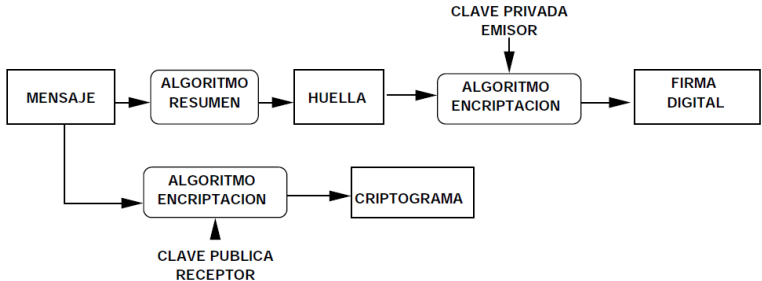 CLAVE PRIVADA
EMISOR
MENSAJE
ALGORITMO
RESUMEN
HUELLA
ALGORITMO
ENCRIPTACION
FIRMA
DIGITAL
ALGORITMO
ENCRIPTACION
CRIPTOGRAMA
CLAVE PUBLICA
RECEPTOR